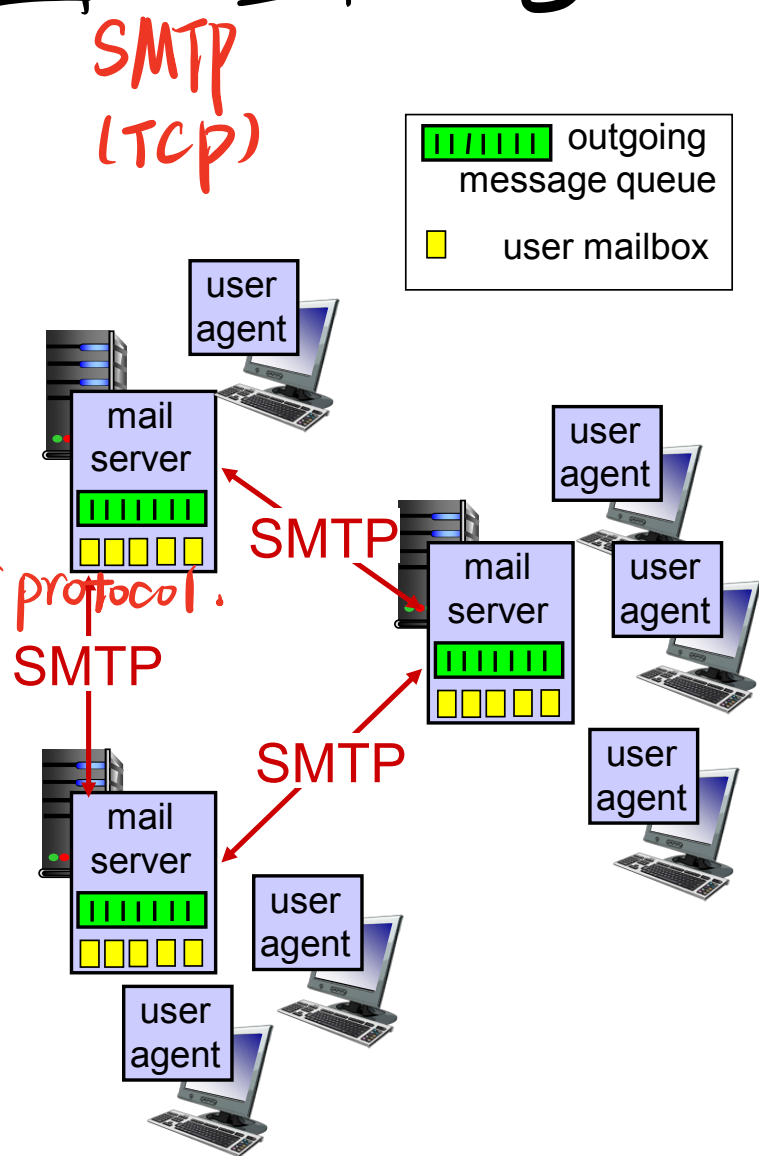 SMTP
(TCP)
outgoing
message queue
user mailbox
user
agent
mail
server
SMTP
user
agent
mail
server
user
agent
protocol.
SMTP
SMTP
user
agent
mail
server
user
agent
user
agent